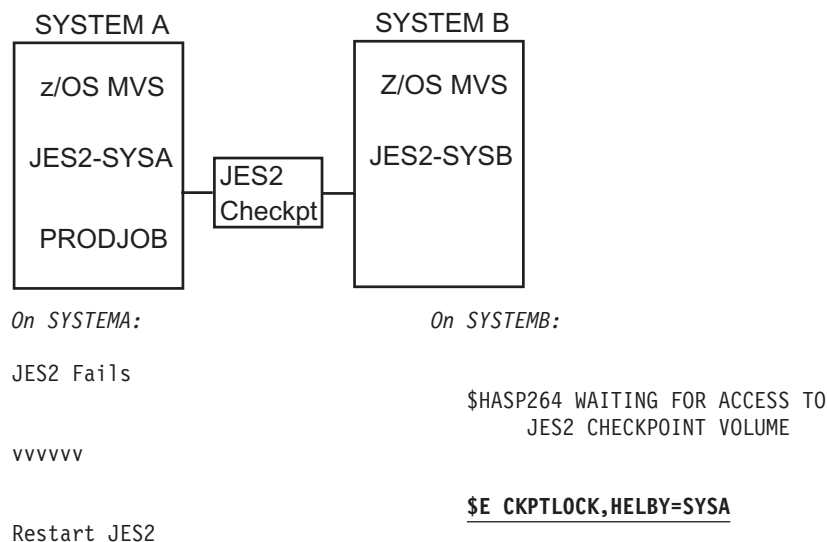 SYSTEM A
SYSTEM B
z/OS MVS
Z/OS MVS
JES2-SYSA
JES2
Checkpt
JES2-SYSB
PRODJOB
On SYSTEMA:
On SYSTEMB:
JES2 Fails
$HASP264 WAITING FOR ACCESS TO
JES2 CHECKPOINT VOLUME
vvvvvv
$E CKPTLOCK,HELBY=SYSA
Restart JES2